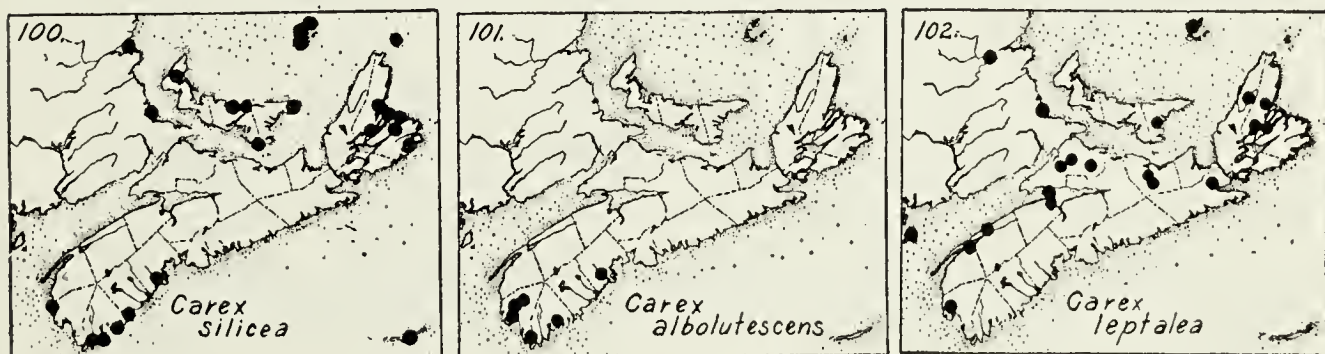 100.
Carex
silicea
101.
Carex
albolutescens
102.
Carex
leptalea